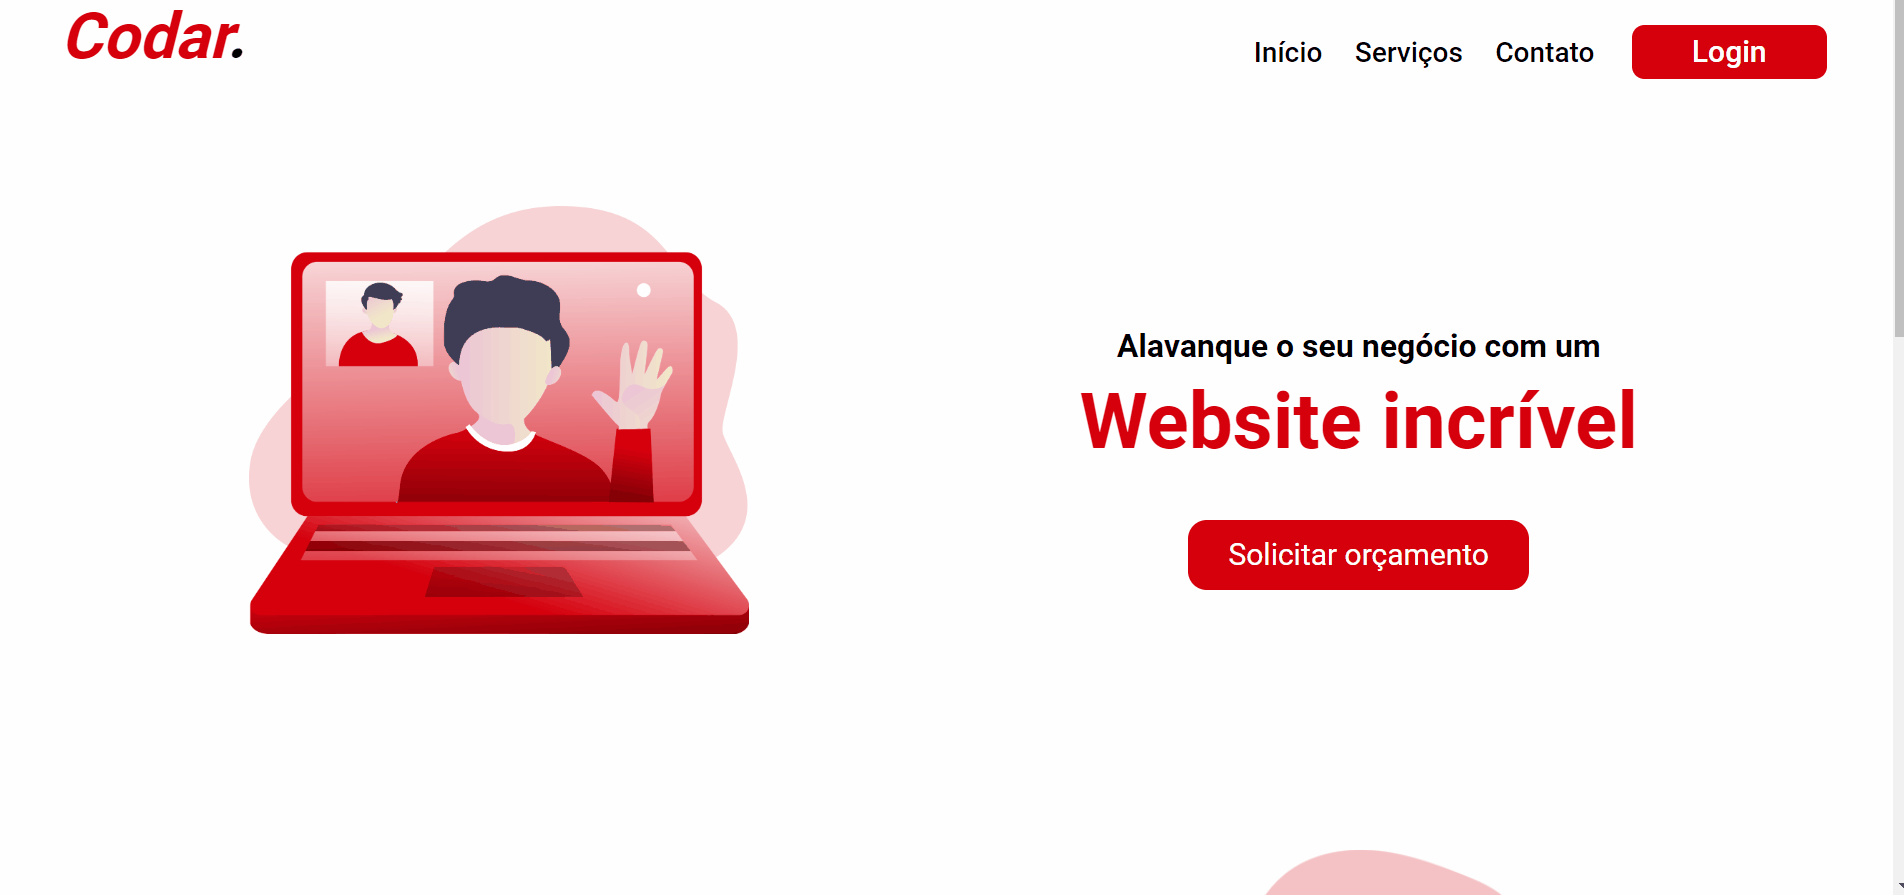 Codar.
Início Serviços Contato Login
Alavanque o seu negócio com um
Website incrível
Solicitar orçamento